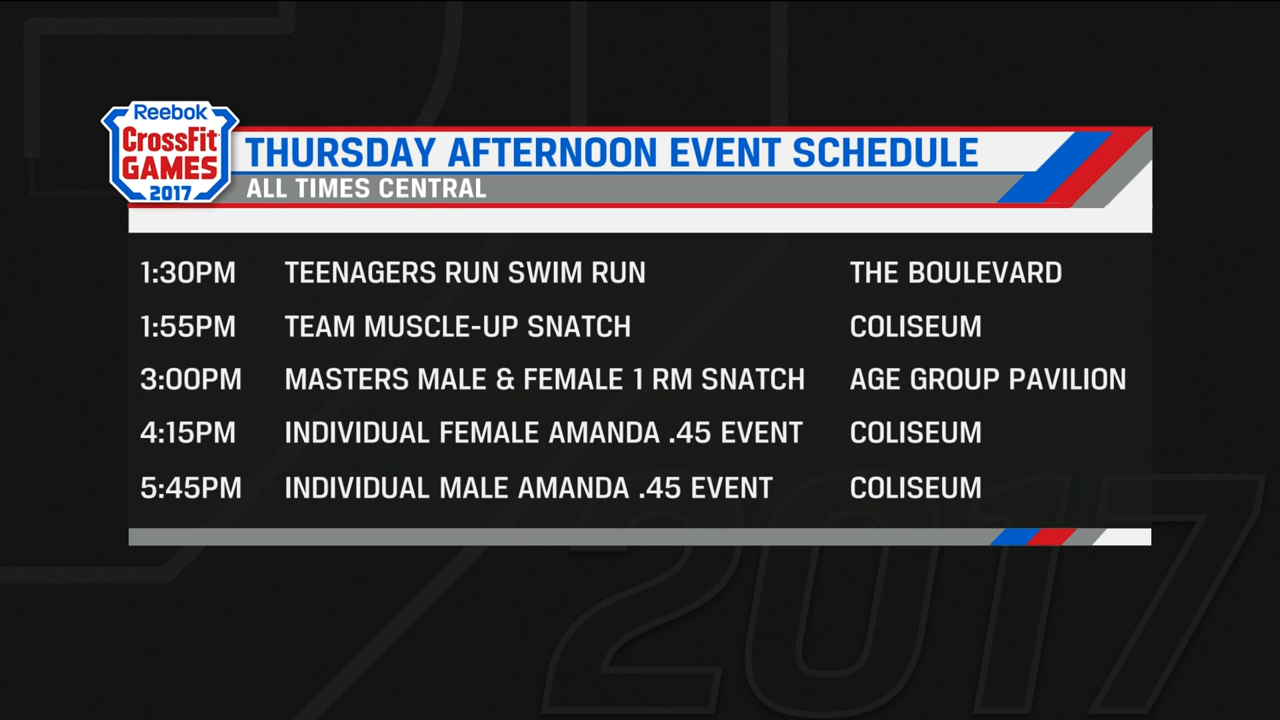 Reebok
CrossFit
GAMES
2017
THURSDAY AFTERNOON EVENT SCHEDULE
ALL TIMES CENTRAL
1:30PM TEENAGERS RUN SWIM RUN THE BOULEVARD
1:55PM TEAM MUSCLE-UP SNATCH COLISEUM
3:00PM MASTERS MALE & FEMALE 1 RM SNATCH AGE GROUP PAVILION
4:15PM INDIVIDUAL FEMALE AMANDA .45 EVENT COLISEUM
5:45PM INDIVIDUAL MALE AMANDA .45 EVENT COLISEUM
2017